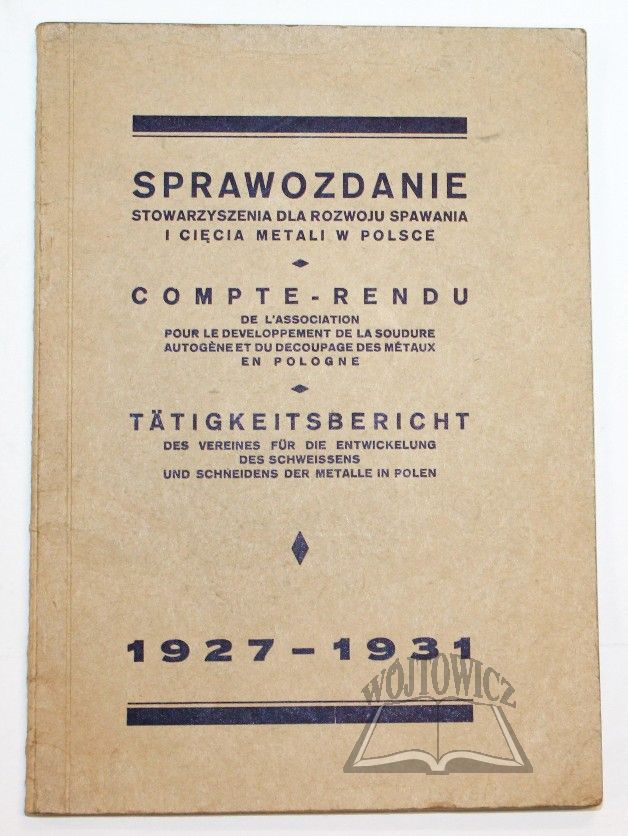 SPRAWOZDANIE
STOWARZYSZENIA DLA ROZWOJU SPAWANIA
I CIĘCIA METALI W POLSCE
COMPTE-RENDU
DE L'ASSOCIATION
POUR LE DEVELOPPEMENT DE LA SOUDURE
AUTOGÈNE ET DU DECOUPAGE DES MÉTAUX
EN POLOGNE
TÄTIGKEITSBERICHT
DES VEREINES FÜR DIE ENTWICKELUNG
DES SCHWEISSENS
UND SCHNEIDENS DER METALLE IN POLEN
1927-1931
WOJTOWICZ